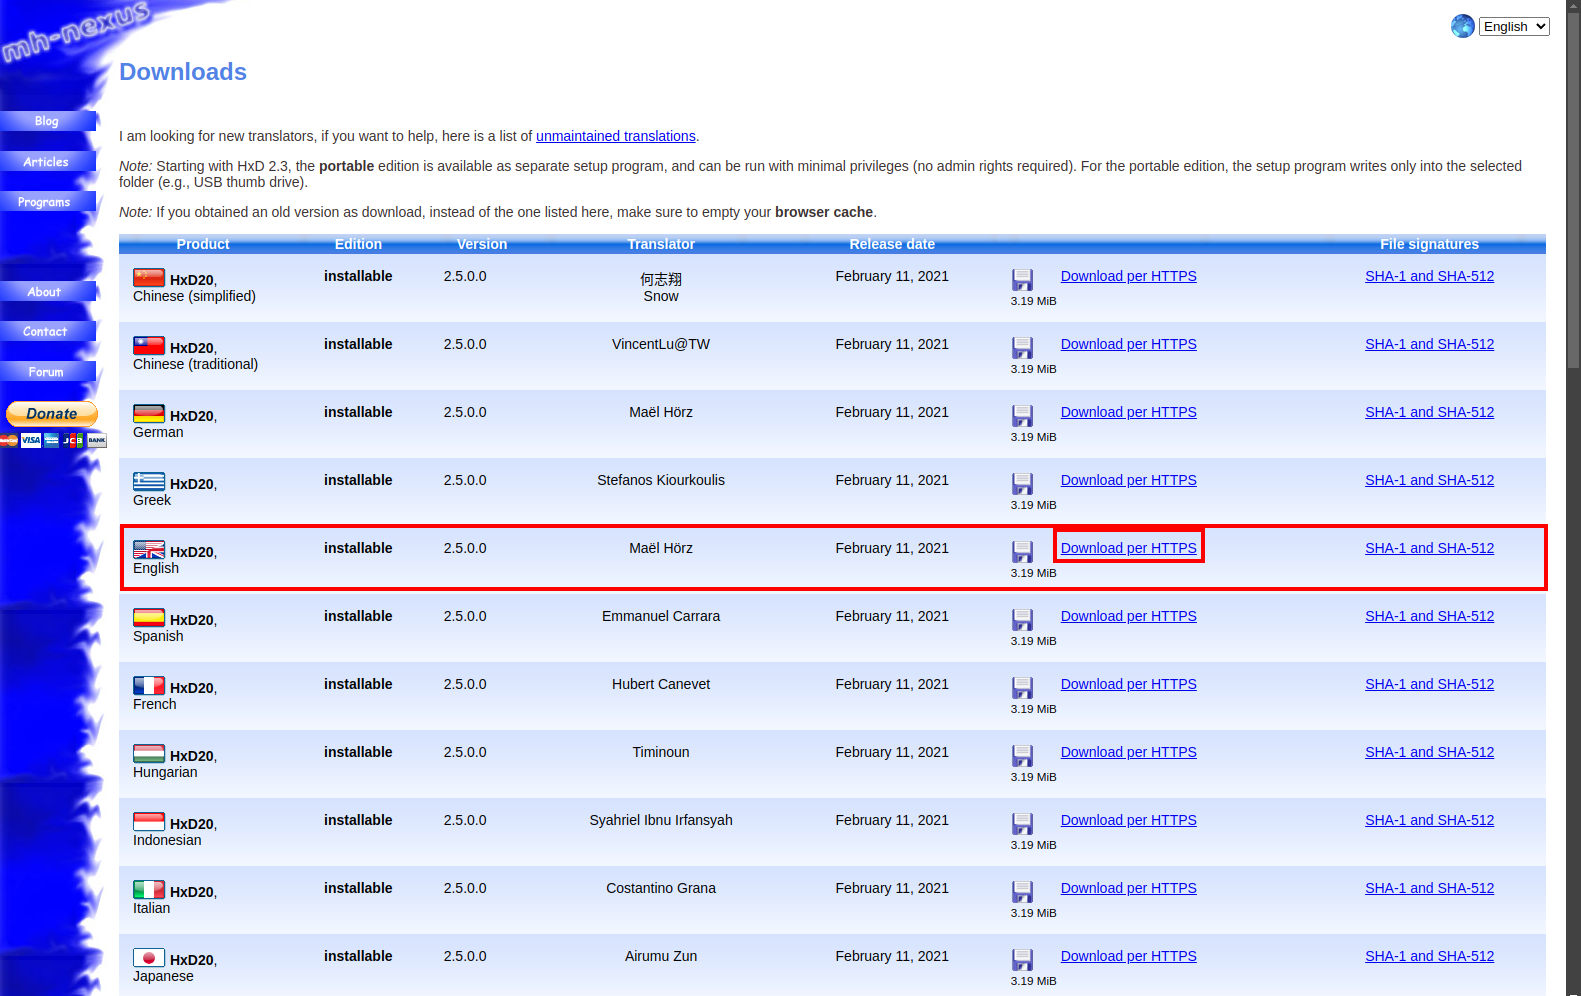 mh-nexus
English
Downloads
Blog
Articles
Programs
About
Contact
Forum
Donate
VISA
JCB
BANK
I am looking for new translators, if you want to help, here is a list of unmaintained translations.
Note: Starting with HxD 2.3, the portable edition is available as separate setup program, and can be run with minimal privileges (no admin rights required). For the portable edition, the setup program writes only into the selected
folder (e.g., USB thumb drive).
Note: If you obtained an old version as download, instead of the one listed here, make sure to empty your browser cache.
Product Edition Version Translator Release date File signatures
HxD20, installable 2.5.0.0 何志翔 February 11, 2021 Download per HTTPS SHA-1 and SHA-512
Chinese (simplified) Snow 3.19 MiB
HxD20, installable 2.5.0.0 VincentLu@TW February 11, 2021 Download per HTTPS SHA-1 and SHA-512
Chinese (traditional) 3.19 MiB
HxD20, installable 2.5.0.0 Maël Hörz February 11, 2021 Download per HTTPS SHA-1 and SHA-512
German 3.19 MiB
HxD20, installable 2.5.0.0 Stefanos Kiourkoulis February 11, 2021 Download per HTTPS SHA-1 and SHA-512
Greek 3.19 MiB
HxD20, installable 2.5.0.0 Maël Hörz February 11, 2021 Download per HTTPS SHA-1 and SHA-512
English 3.19 MiB
HxD20, installable 2.5.0.0 Emmanuel Carrara February 11, 2021 Download per HTTPS SHA-1 and SHA-512
Spanish 3.19 MiB
HxD20, installable 2.5.0.0 Hubert Canevet February 11, 2021 Download per HTTPS SHA-1 and SHA-512
French 3.19 MiB
HxD20, installable 2.5.0.0 Timinoun February 11, 2021 Download per HTTPS SHA-1 and SHA-512
Hungarian 3.19 MiB
HxD20, installable 2.5.0.0 Syahriel Ibnu Irfansyah February 11, 2021 Download per HTTPS SHA-1 and SHA-512
Indonesian 3.19 MiB
HxD20, installable 2.5.0.0 Costantino Grana February 11, 2021 Download per HTTPS SHA-1 and SHA-512
Italian 3.19 MiB
HxD20, installable 2.5.0.0 Airumu Zun February 11, 2021 Download per HTTPS SHA-1 and SHA-512
Japanese 3.19 MiB